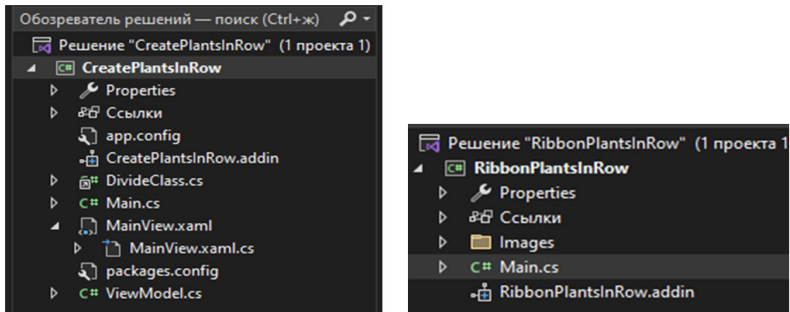 Обозреватель решений — поиск (Ctrl+ж)
Решение "CreatePlantsInRow" (1 проекта 1)
C# CreatePlantsInRow
Properties
Ссылки
app.config
CreatePlantsInRow.addin
DivideClass.cs
C# Main.cs
MainView.xaml
MainView.xaml.cs
packages.config
C# ViewModel.cs
Решение "RibbonPlantsInRow" (1 проекта 1
C# RibbonPlantsInRow
Properties
Ссылки
Images
C# Main.cs
RibbonPlantsInRow.addin